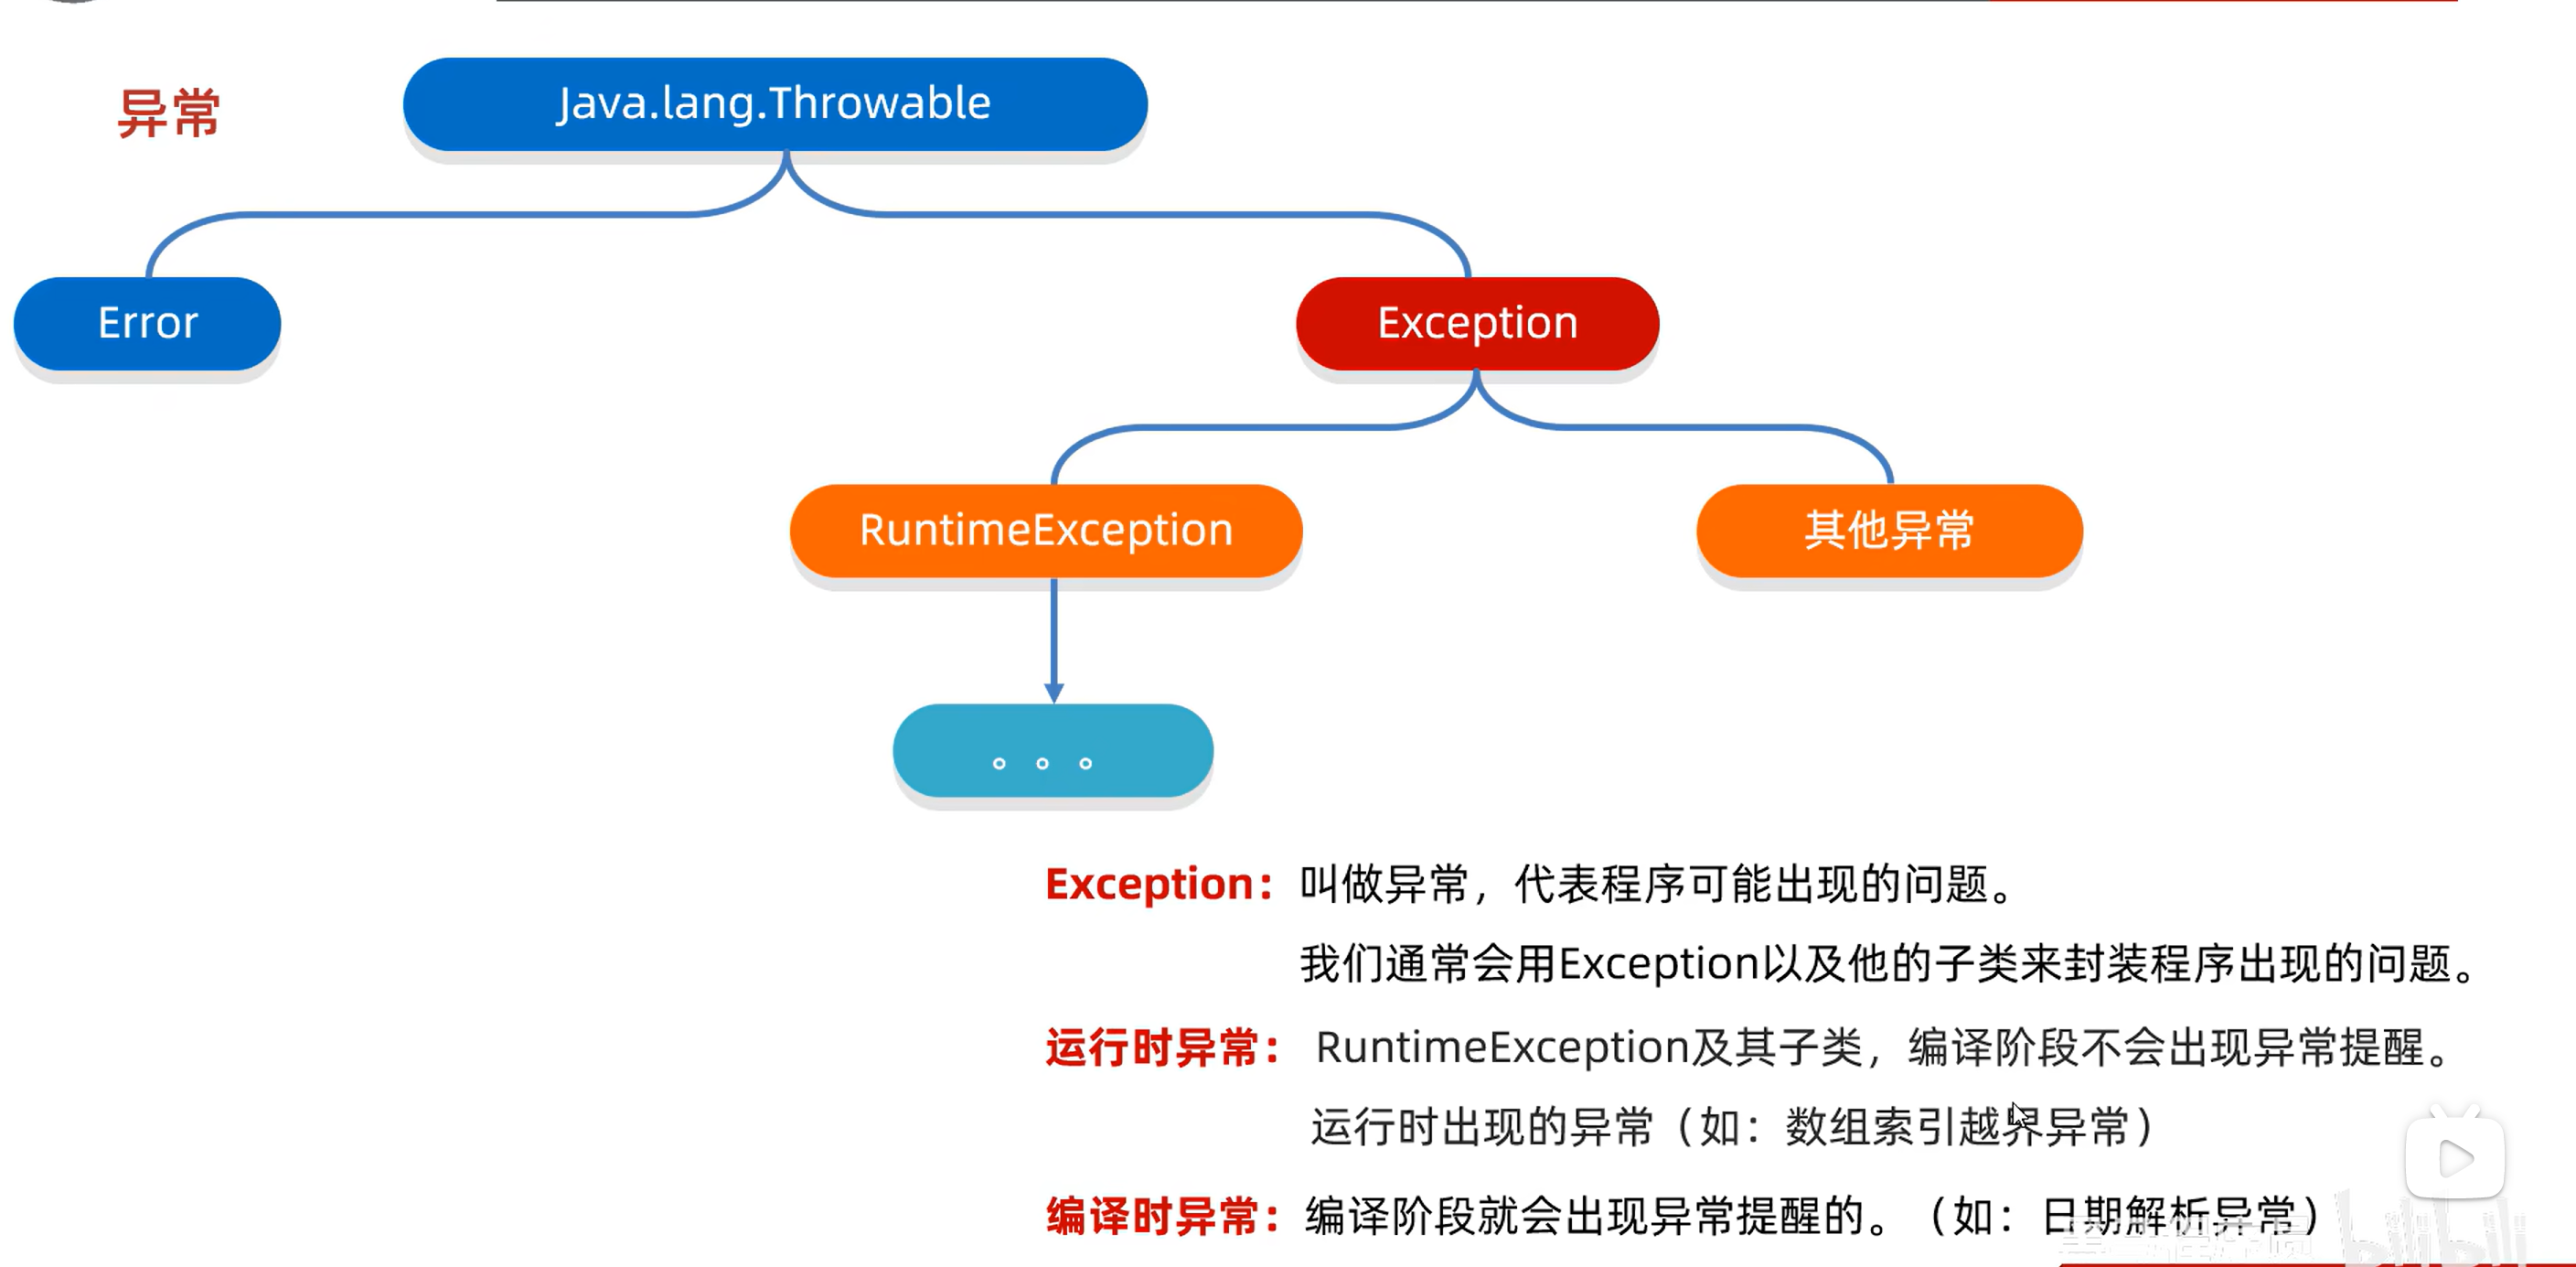 异常
Java.lang.Throwable
Error
Exception
RuntimeException
其他异常
。。。
Exception：叫做异常，代表程序可能出现的问题。
我们通常会用Exception以及他的子类来封装程序出现的问题。
运行时异常： RuntimeException及其子类，编译阶段不会出现异常提醒。
运行时出现的异常（如：数组索引越界异常）
编译时异常：编译阶段就会出现异常提醒的。（如：日期解析异常）
黑马程序员
bilibili